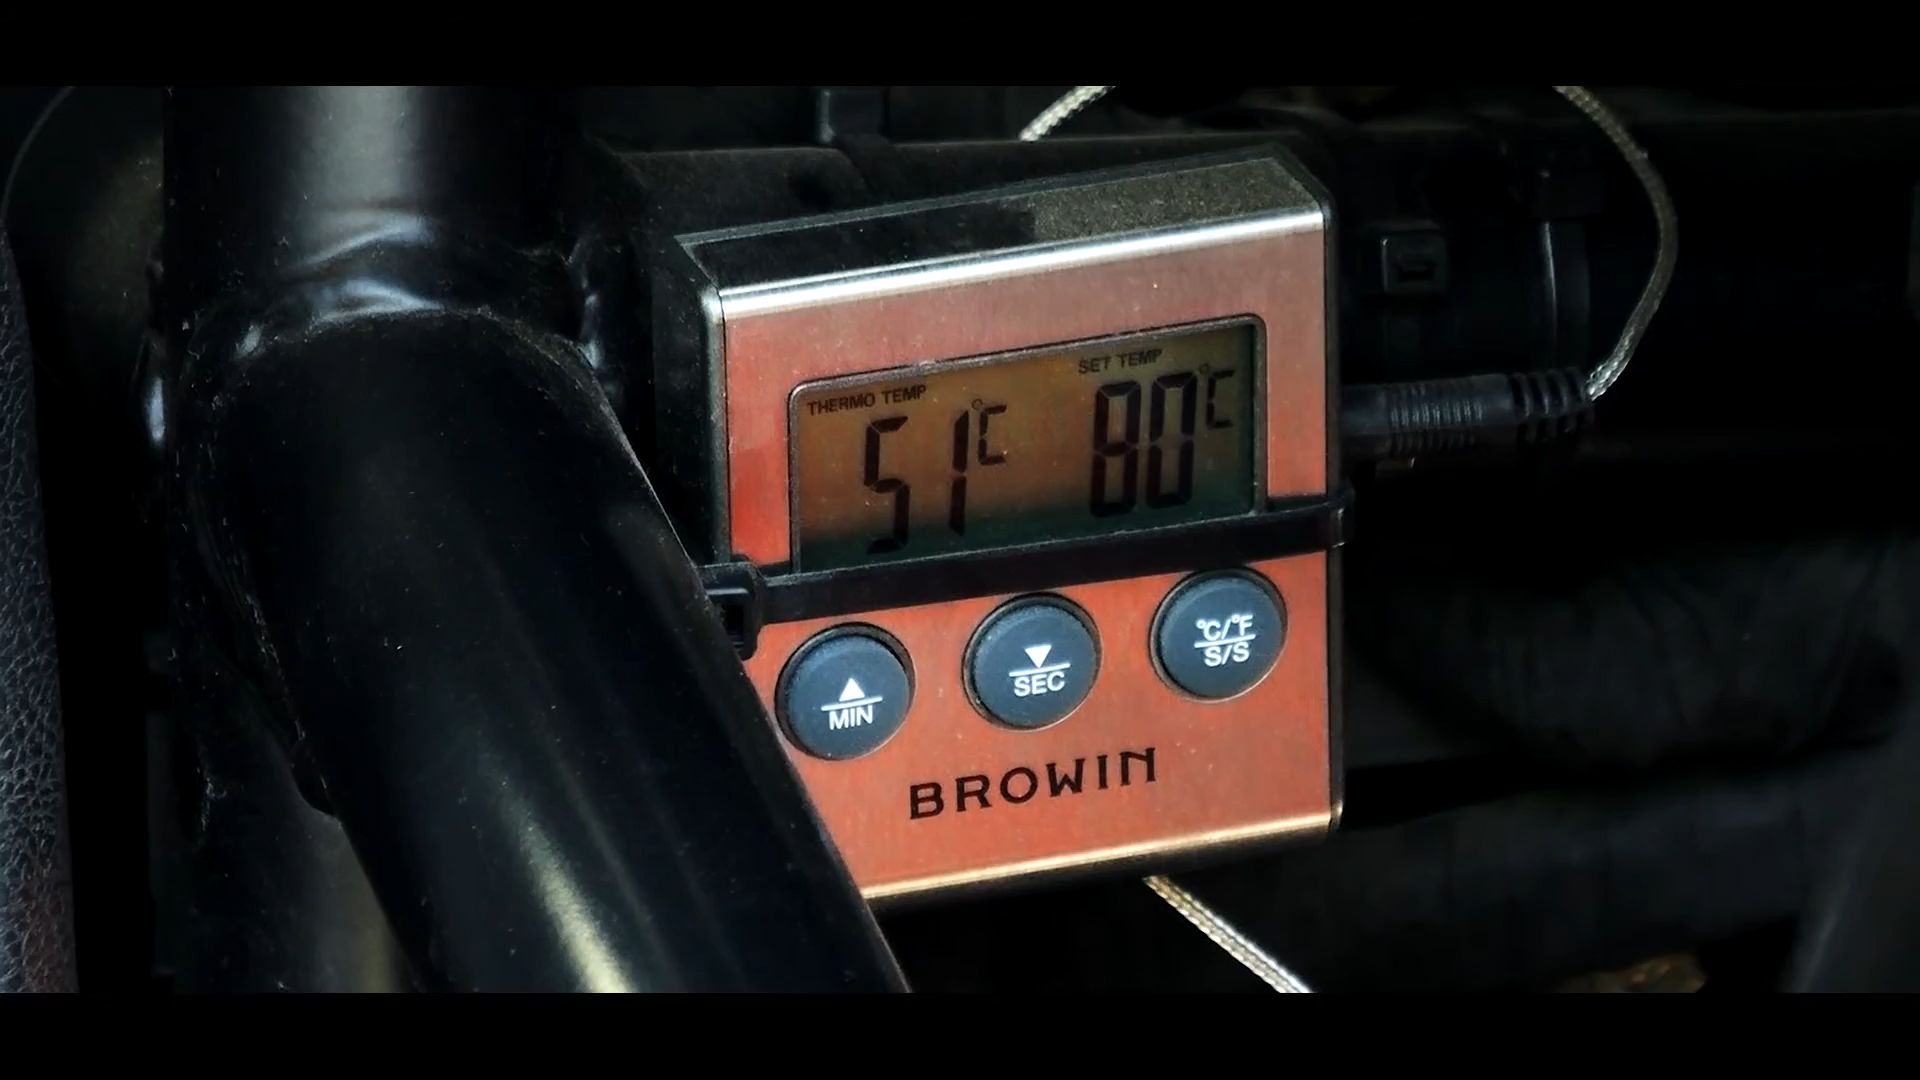 THERMO TEMP
SET TEMP
51°C
80°C
▲
MIN
▼
SEC
°C/°F
S/S
BROWIN